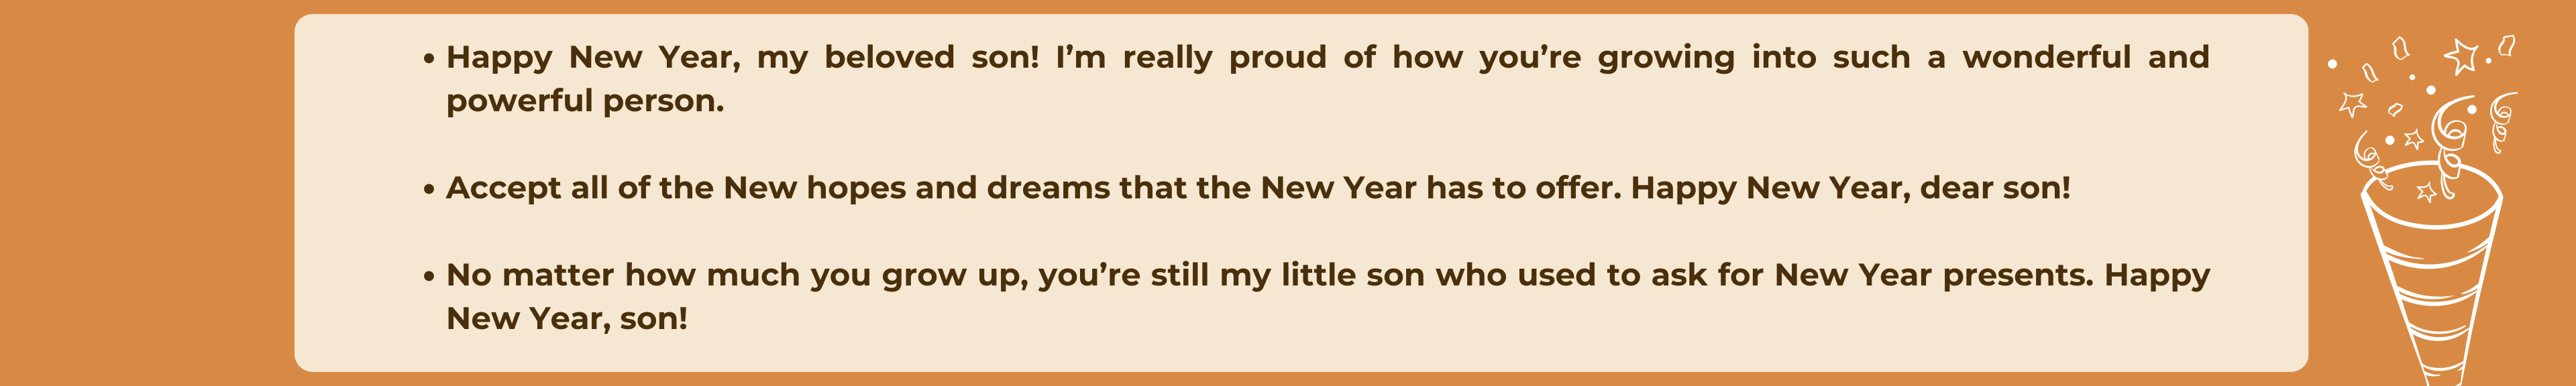 • Happy New Year, my beloved son! I’m really proud of how you’re growing into such a wonderful and
powerful person.
• Accept all of the New hopes and dreams that the New Year has to offer. Happy New Year, dear son!
• No matter how much you grow up, you’re still my little son who used to ask for New Year presents. Happy
New Year, son!